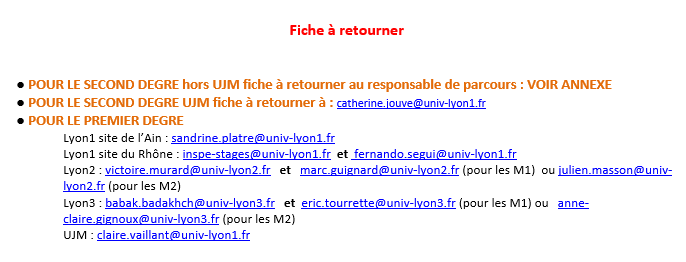 Fiche à retourner
● POUR LE SECOND DEGRE hors UJM fiche à retourner au responsable de parcours : VOIR ANNEXE
● POUR LE SECOND DEGRE UJM fiche à retourner à : catherine.jouve@univ-lyon1.fr
● POUR LE PREMIER DEGRE
Lyon1 site de l'Ain : sandrine.platre@univ-lyon1.fr
Lyon1 site du Rhône : inspe-stages@univ-lyon1.fr et fernando.segui@univ-lyon1.fr
Lyon2 : victoire.murard@univ-lyon2.fr et marc.guignard@univ-lyon2.fr (pour les M1) ou julien.masson@univ-
lyon2.fr (pour les M2)
Lyon3 : babak.badakhch@univ-lyon3.fr et eric.tourrette@univ-lyon3.fr (pour les M1) ou anne-
claire.gignoux@univ-lyon3.fr (pour les M2)
UJM : claire.vaillant@univ-lyon1.fr